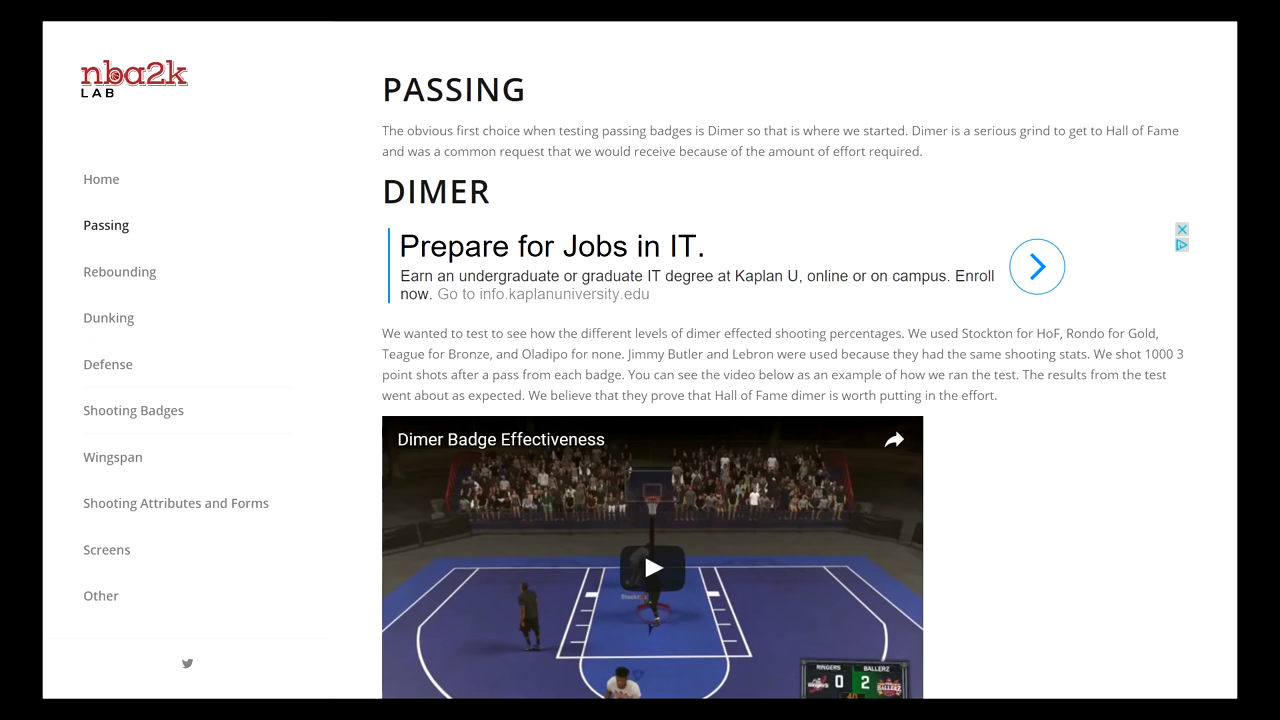 nba2k
LAB
Home
Passing
Rebounding
Dunking
Defense
Shooting Badges
Wingspan
Shooting Attributes and Forms
Screens
Other
PASSING
The obvious first choice when testing passing badges is Dimer so that is where we started. Dimer is a serious grind to get to Hall of Fame
and was a common request that we would receive because of the amount of effort required.
DIMER
Prepare for Jobs in IT.
Earn an undergraduate or graduate IT degree at Kaplan U, online or on campus. Enroll
now. Go to info.kaplanuniversity.edu
We wanted to test to see how the different levels of dimer effected shooting percentages. We used Stockton for HoF, Rondo for Gold,
Teague for Bronze, and Oladipo for none. Jimmy Butler and Lebron were used because they had the same shooting stats. We shot 1000 3
point shots after a pass from each badge. You can see the video below as an example of how we ran the test. The results from the test
went about as expected. We believe that they prove that Hall of Fame dimer is worth putting in the effort.
Dimer Badge Effectiveness
RINGERS BALLERZ
0 2